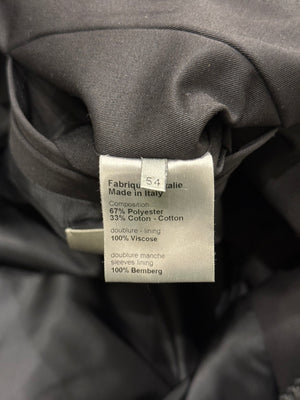 54
Fabriqu
alie
Made in Italy
Composition
67% Polyester
33% Coton - Cotton
doublure - lining
100% Viscose
doublure manche
sleeves lining
100% Bemberg